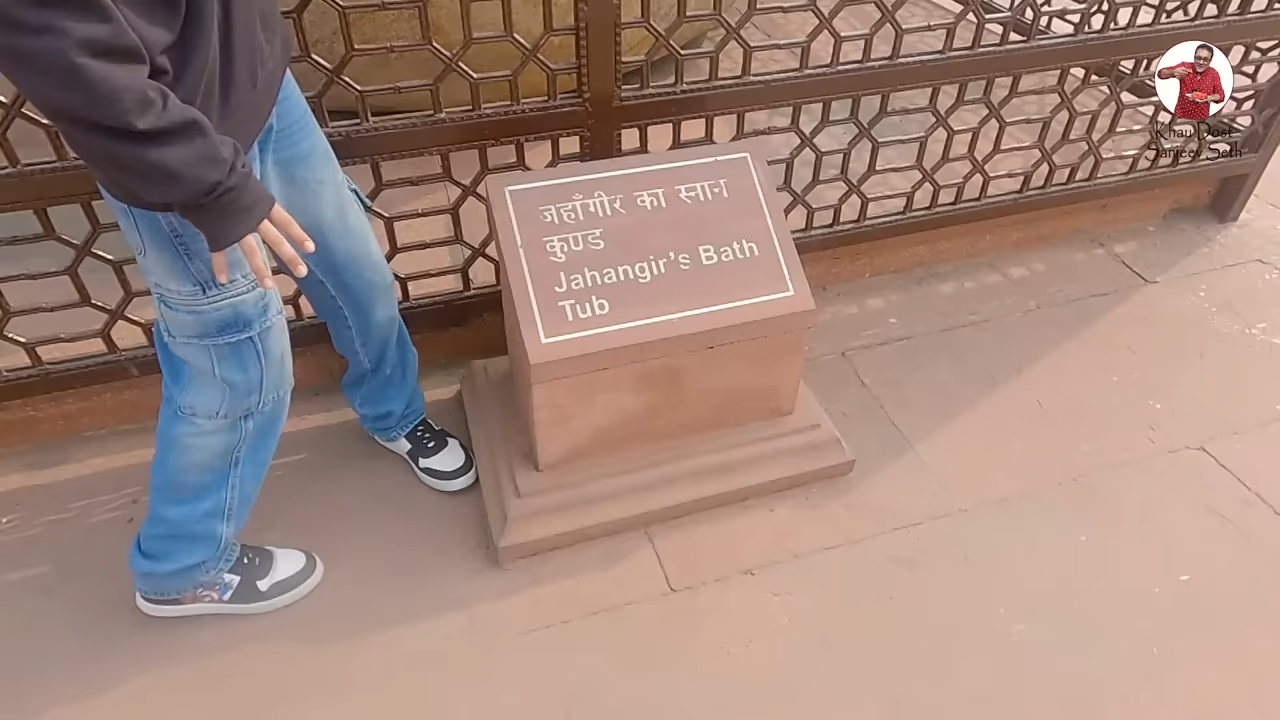 जहाँगीर का स्नान
कुण्ड
Jahangir's Bath
Tub
Khau Dost
Sanjeev Seth